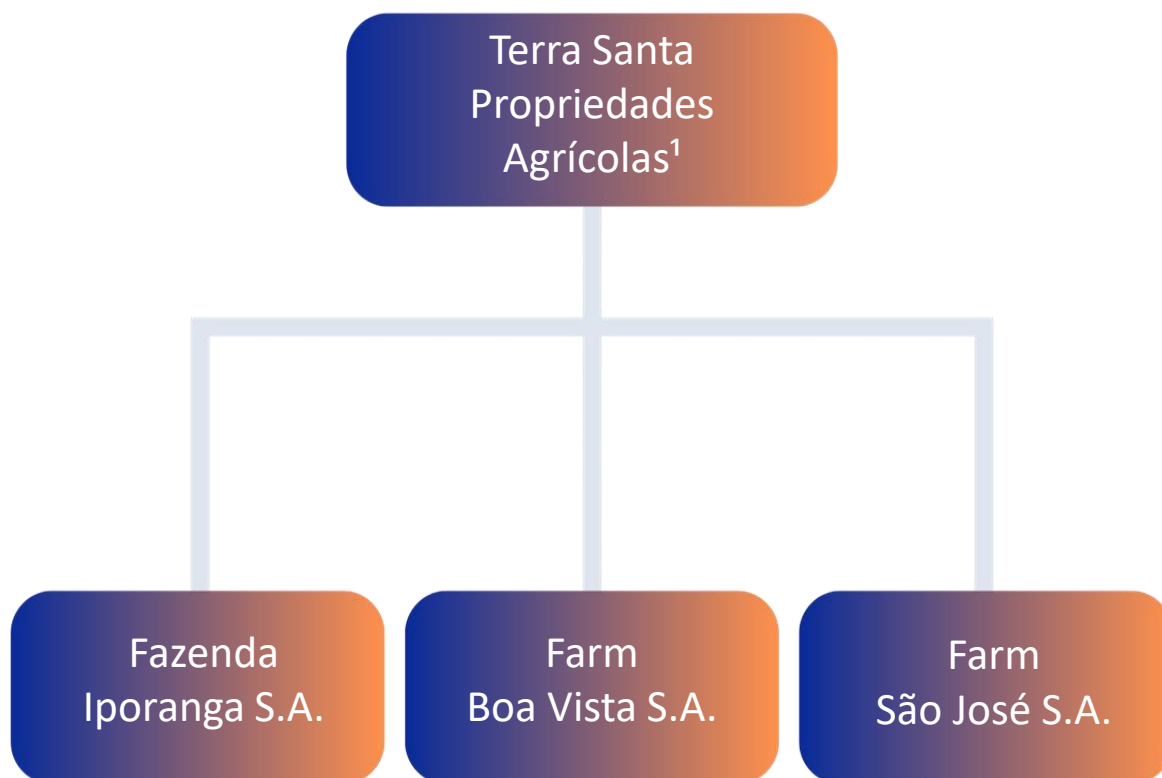 Terra Santa
Propriedades
Agrícolas¹
Fazenda
Iporanga S.A.
Farm
Boa Vista S.A.
Farm
São José S.A.